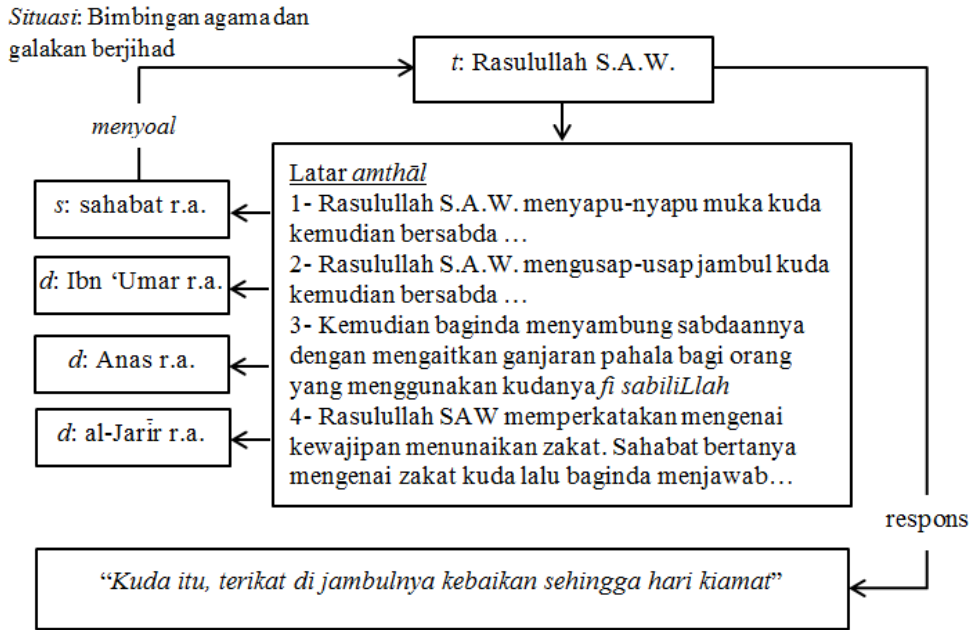 Situasi: Bimbingan agama dan
galakan berjihad
t: Rasulullah S.A.W.
menyoal
s: sahabat r.a.
d: Ibn ‘Umar r.a.
d: Anas r.a.
d: al-Jarīr r.a.
Latar amthāl
1- Rasulullah S.A.W. menyapu-nyapu muka kuda
kemudian bersabda …
2- Rasulullah S.A.W. mengusap-usap jambul kuda
kemudian bersabda …
3- Kemudian baginda menyambung sabdaannya
dengan mengaitkan ganjaran pahala bagi orang
yang menggunakan kudanya fi sabiliLlah
4- Rasulullah SAW memperkatakan mengenai
kewajipan menunaikan zakat. Sahabat bertanya
mengenai zakat kuda lalu baginda menjawab…
respons
“Kuda itu, terikat di jambulnya kebaikan sehingga hari kiamat”